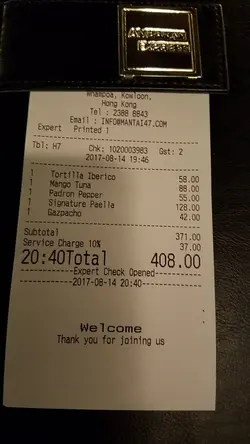 AMERICAN
EXPRESS
Whampoa, Kowloon,
Hong Kong
Tel : 2388 8843
Email : INFO@MANTAI47.COM
Expert Printed 1
Tbl: H7 Chk: 1020003983 Gst: 2
2017-08-14 19:46
1 Tortilla Iberico 58.00
1 Mango Tuna 88.00
1 Padron Pepper 55.00
1 Signature Paella 128.00
1 Gazpacho 42.00
Subtotal 371.00
Service Charge 10% 37.00
20:40Total 408.00
----------Expert Check Opened----------
----------2017-08-14 20:40----------
Welcome
Thank you for joining us